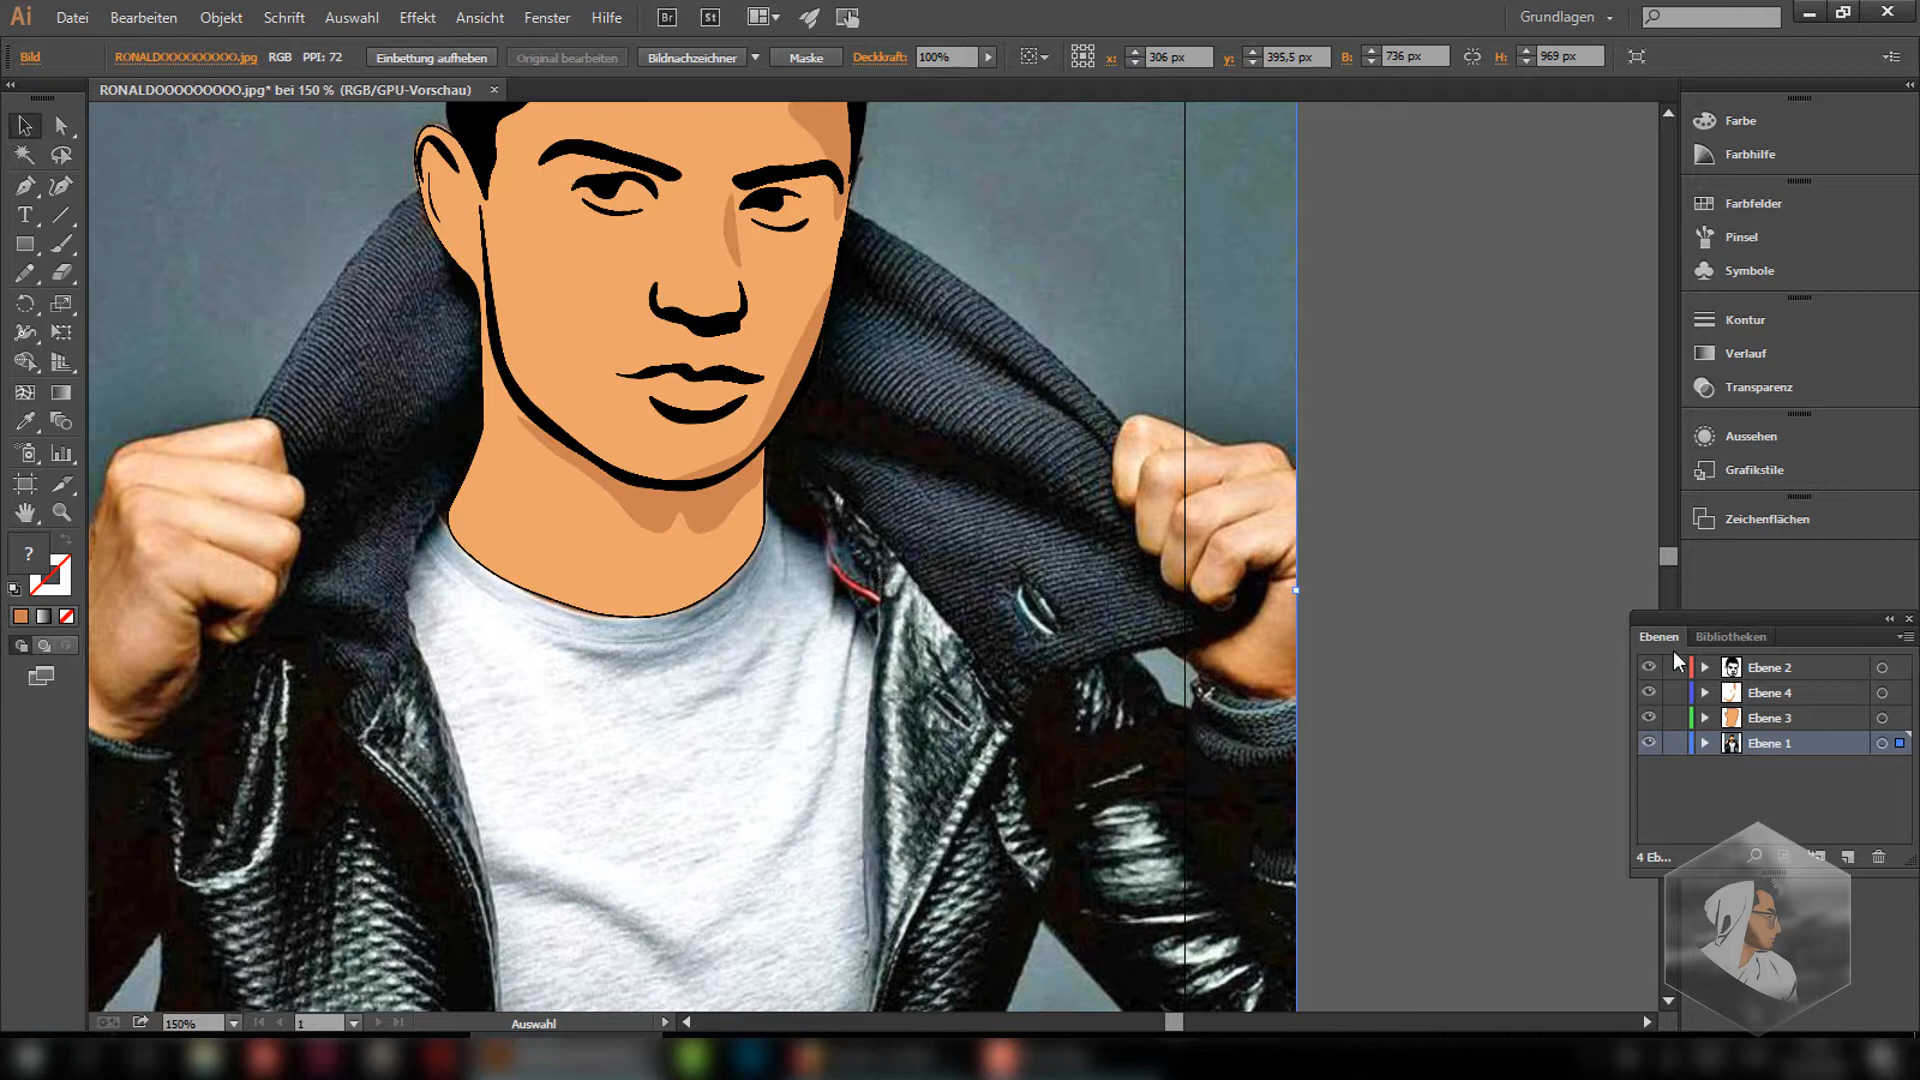 Ai Datei Bearbeiten Objekt Schrift Auswahl Effekt Ansicht Fenster Hilfe Br St Grundlagen
Bild RONALDOOOOOOOOO.jpg RGB PPI: 72 Einbettung aufheben Original bearbeiten Bildnachzeichner Maske Deckkraft: 100% x: 306 px y: 395,5 px B: 736 px H: 969 px
RONALDOOOOOOOOO.jpg* bei 150 % (RGB/GPU-Vorschau)
Farbe
Farbhilfe
Farbfelder
Pinsel
Symbole
Kontur
Verlauf
Transparenz
Aussehen
Grafikstile
Zeichenflächen
Ebenen Bibliotheken
Ebene 2
Ebene 4
Ebene 3
Ebene 1
4 Eb...
150% 1 Auswahl